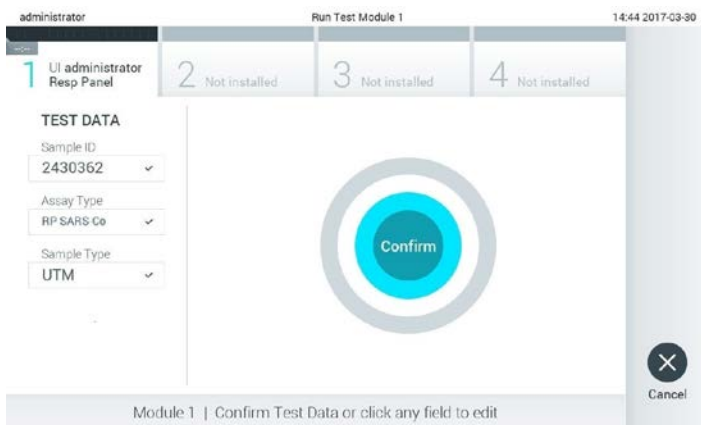 administrator
Run Test Module 1
14:44 2017-03-30
--:--
1 UI administrator
Resp Panel
2 Not installed
3 Not installed
4 Not installed
TEST DATA
Sample ID
2430362
Assay Type
RP SARS Co
Sample Type
UTM
Confirm
Cancel
Module 1 | Confirm Test Data or click any field to edit